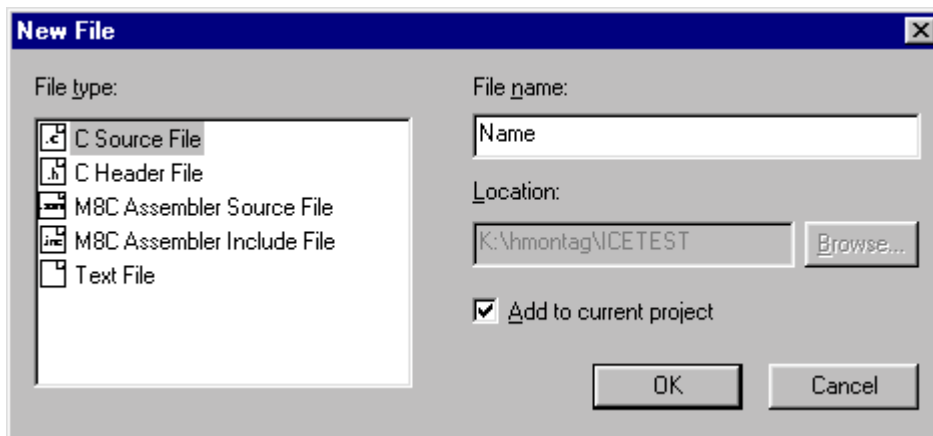 New File
File type:
C Source File
C Header File
M8C Assembler Source File
M8C Assembler Include File
Text File
File name:
Name
Location:
K:\hmontag\ICETEST
Browse...
Add to current project
OK
Cancel